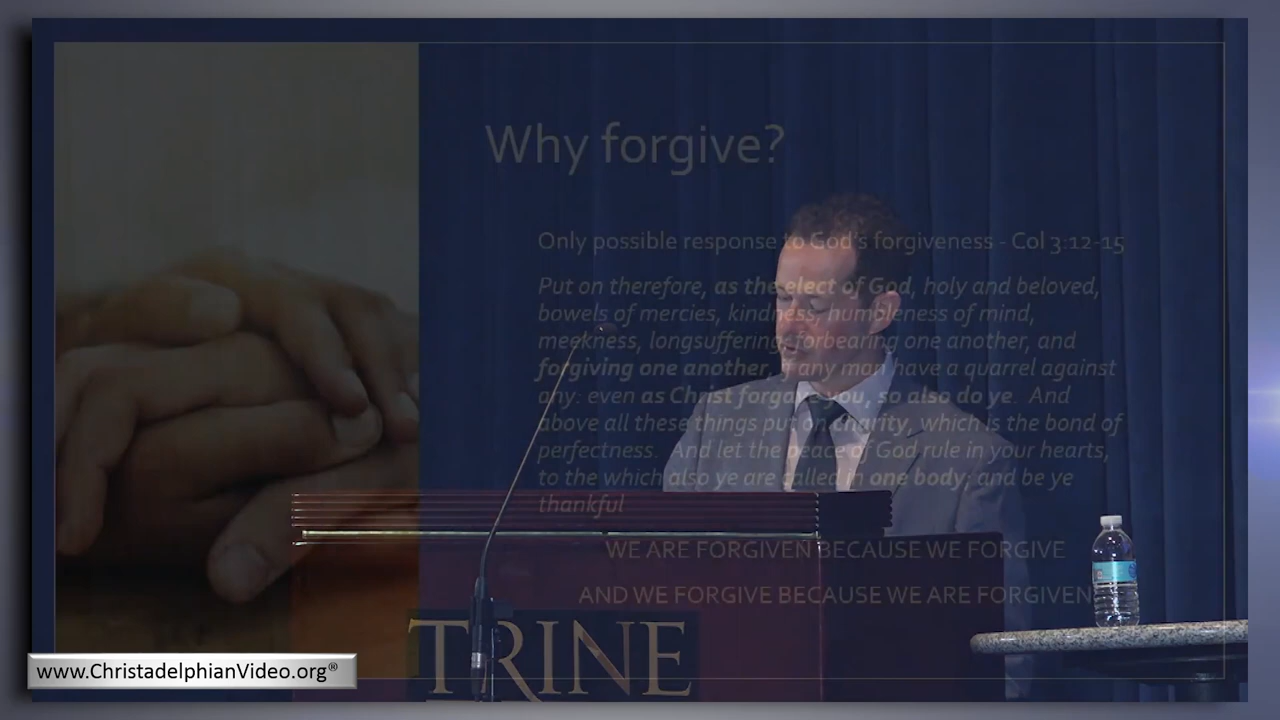 Why forgive?
Only possible response to God's forgiveness - Col 3:12-15
Put on therefore, as the elect of God, holy and beloved,
bowels of mercies, kindness, humbleness of mind,
meekness, longsuffering, forbearing one another, and
forgiving one another, if any man have a quarrel against
any: even as Christ forgave you, so also do ye. And
above all these things put on charity, which is the bond of
perfectness. And let the peace of God rule in your hearts,
to the which also ye are called in one body; and be ye
thankful
WE ARE FORGIVEN BECAUSE WE FORGIVE
AND WE FORGIVE BECAUSE WE ARE FORGIVEN
TRINE
www.ChristadelphianVideo.org®